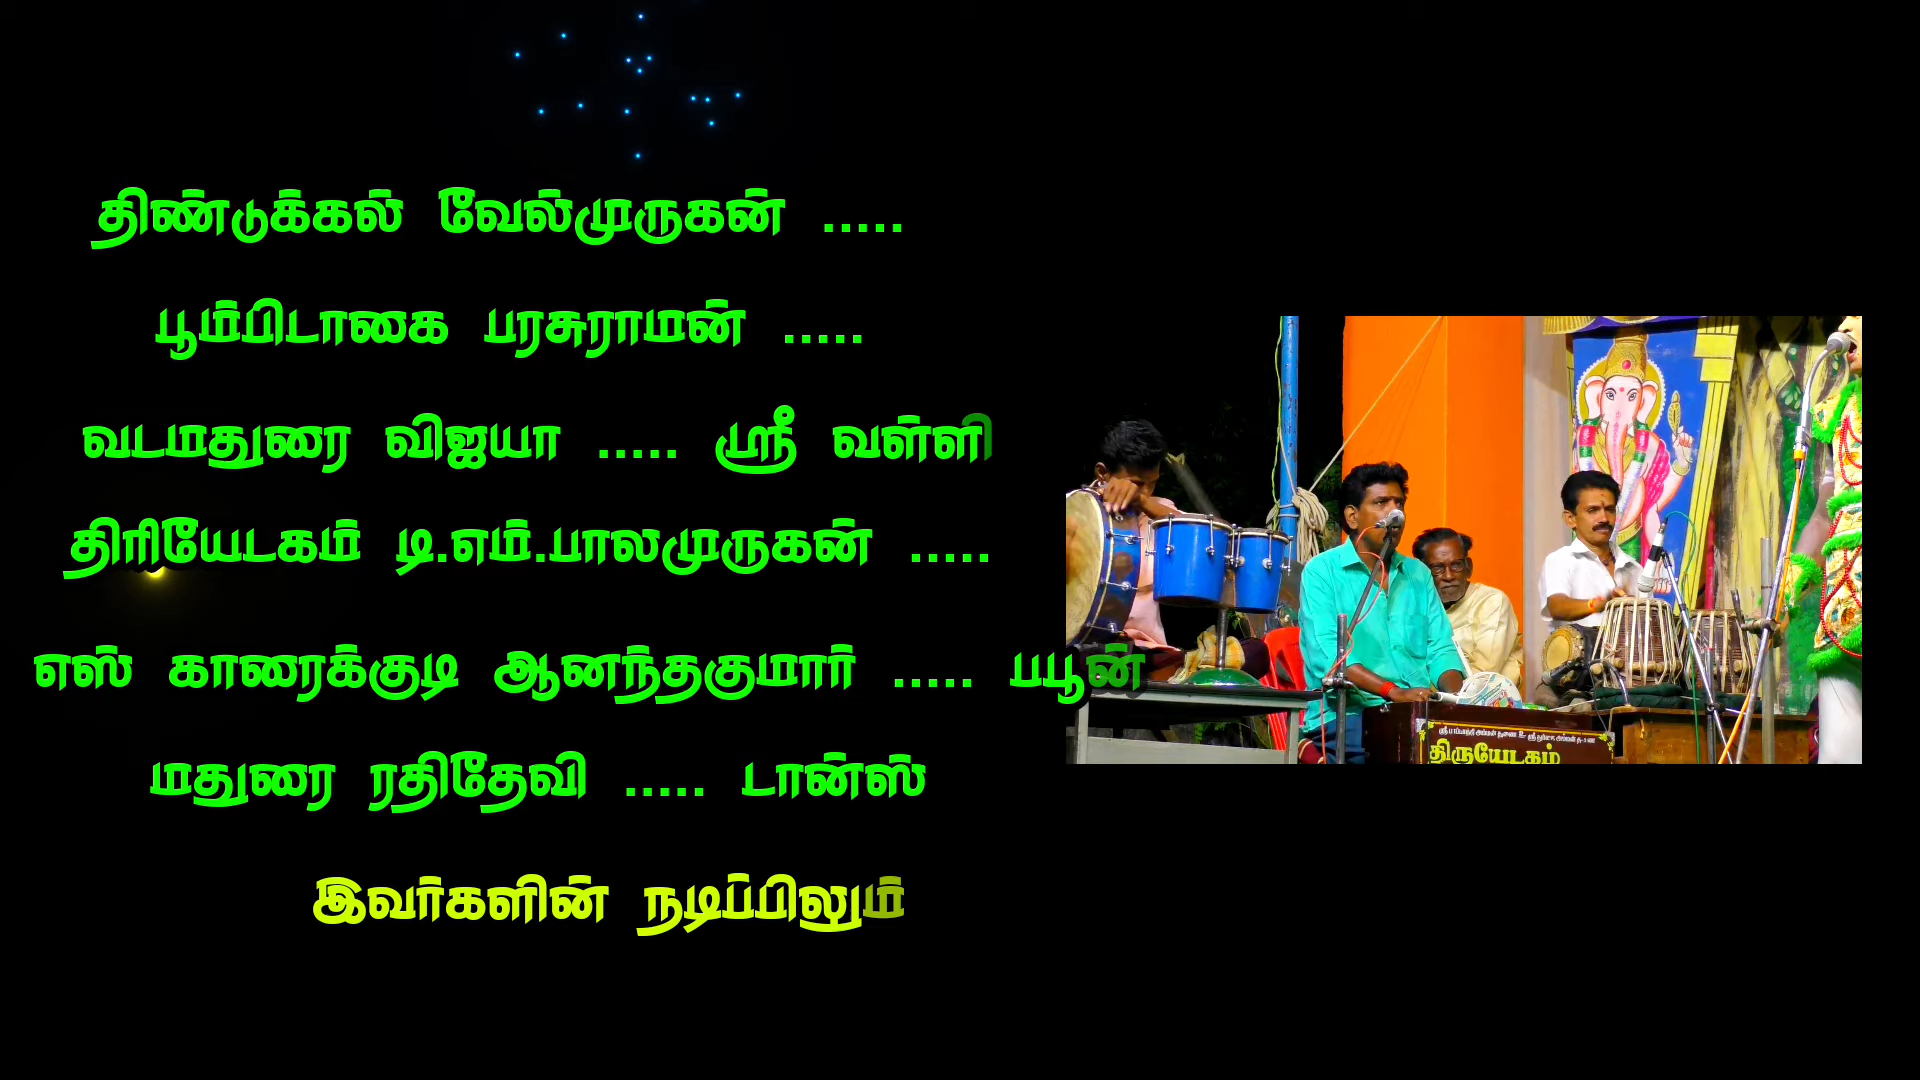 திண்டுக்கல் வேல்முருகன் .....
பூம்பிடாகை பரசுராமன் .....
வடமதுரை விஜயா ..... ஸ்ரீ வள்ளி
திரியேடகம் டி.எம்.பாலமுருகன் .....
எஸ் காரைக்குடி ஆனந்தகுமார் ..... பபூன்
மதுரை ரதிதேவி ..... டான்ஸ்
இவர்களின் நடிப்பிலும்
திருயேடகம்